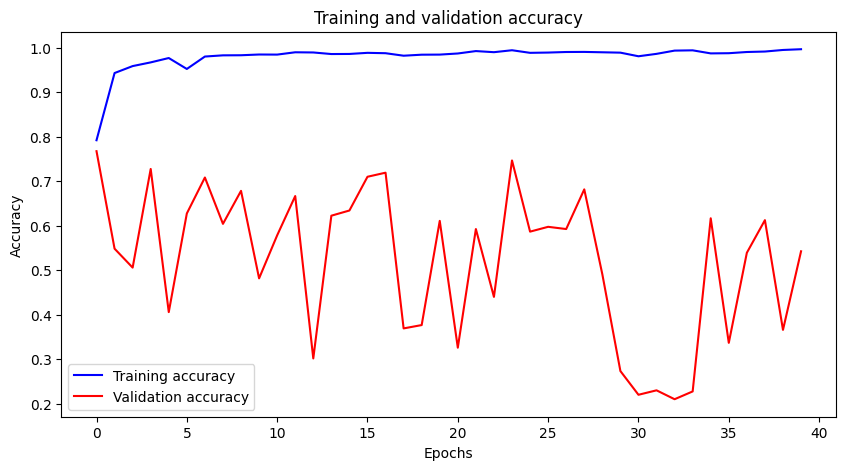 Training and validation accuracy
1.0
0.9
0.8
0.7
0.6
0.5
0.4
0.3
0.2
Accuracy
Training accuracy
Validation accuracy
0 5 10 15 20 25 30 35 40
Epochs